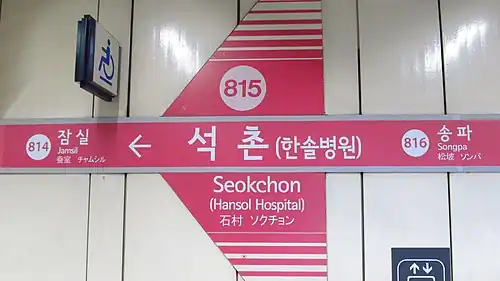 815
814
잠실
Jamsil
蚕室 チャムシル
←
석촌 (한솔병원)
816
송파
Songpa
松坡 ソンパ
Seokchon
(Hansol Hospital)
石村 ソクチョン